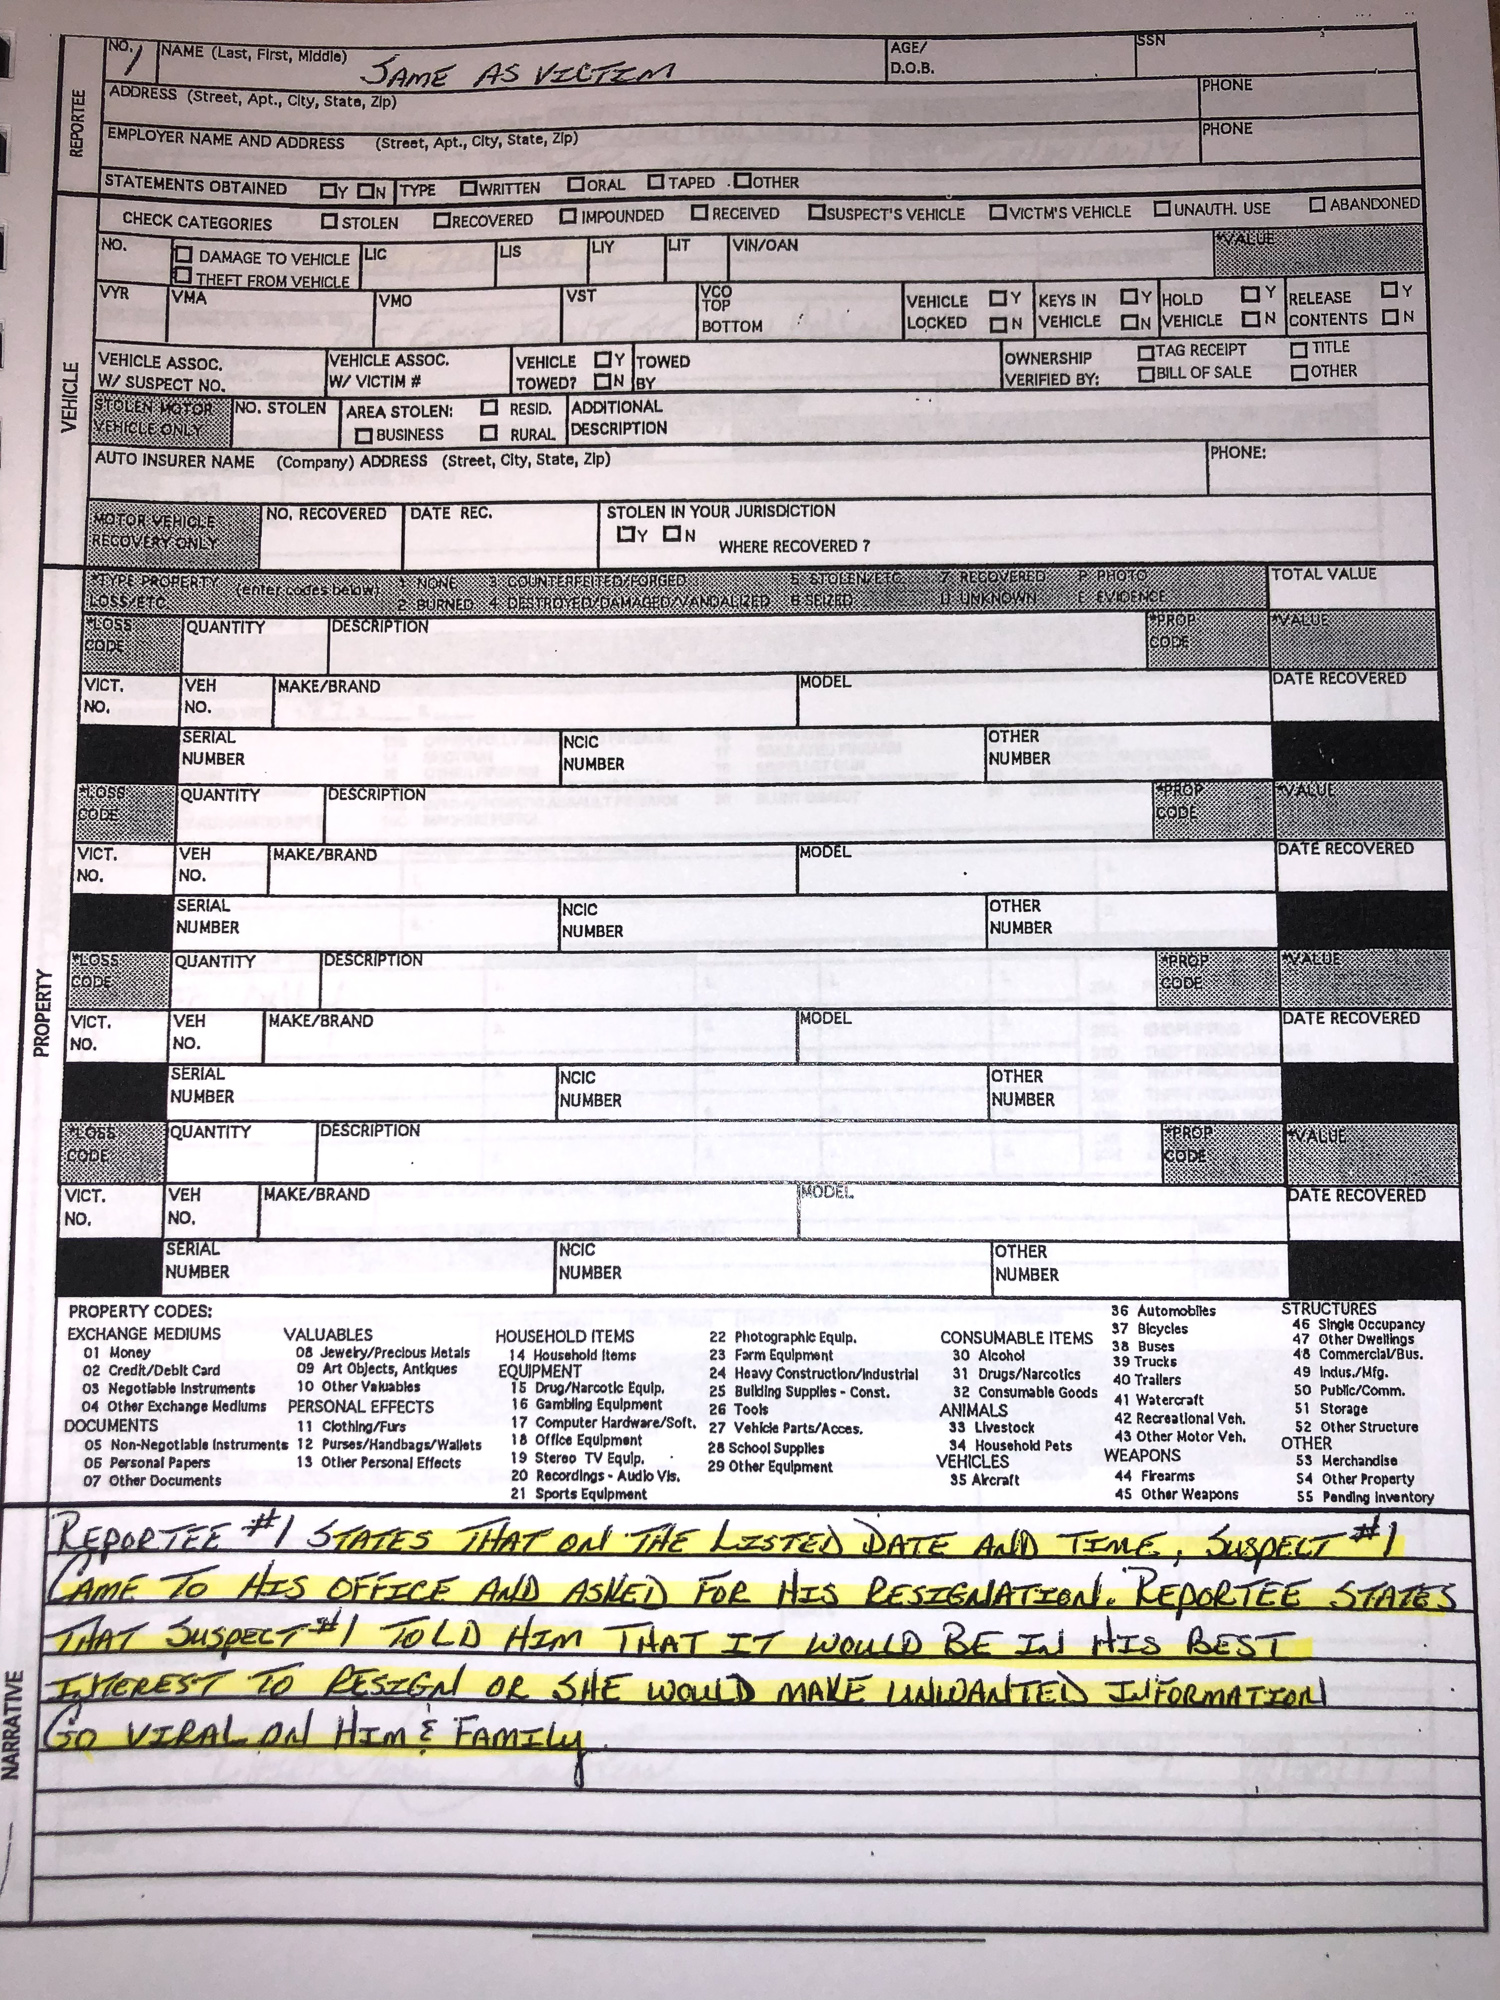 REPORTEE
NO. 1 NAME (Last, First, Middle) SAME AS VICTIM AGE/ D.O.B. SSN
ADDRESS (Street, Apt., City, State, Zip) PHONE
EMPLOYER NAME AND ADDRESS (Street, Apt., City, State, Zip) PHONE
STATEMENTS OBTAINED □Y □N TYPE □WRITTEN □ORAL □TAPED □OTHER
VEHICLE
CHECK CATEGORIES □STOLEN □RECOVERED □IMPOUNDED □RECEIVED □SUSPECT'S VEHICLE □VICTM'S VEHICLE □UNAUTH. USE □ABANDONED
NO. □ DAMAGE TO VEHICLE LIC LIS LIY LIT VIN/OAN *VALUE
□ THEFT FROM VEHICLE
VYR VMA VMO VST VCO TOP VEHICLE □Y KEYS IN □Y HOLD □Y RELEASE □Y
BOTTOM LOCKED □N VEHICLE □N VEHICLE □N CONTENTS □N
VEHICLE ASSOC. VEHICLE ASSOC. VEHICLE □Y TOWED OWNERSHIP □TAG RECEIPT □TITLE
W/ SUSPECT NO. W/ VICTIM # TOWED? □N BY VERIFIED BY: □BILL OF SALE □OTHER
STOLEN MOTOR NO. STOLEN AREA STOLEN: □ RESID. ADDITIONAL
VEHICLE ONLY □BUSINESS □ RURAL DESCRIPTION
AUTO INSURER NAME (Company) ADDRESS (Street, City, State, Zip) PHONE:
MOTOR VEHICLE NO. RECOVERED DATE REC. STOLEN IN YOUR JURISDICTION
RECOVERY ONLY □Y □N WHERE RECOVERED ?
PROPERTY
*TYPE PROPERTY (enter codes below) 1 NONE 3 COUNTERFEITED/FORGED 5 STOLEN/ETC. 7 RECOVERED P PHOTO TOTAL VALUE
LOSS/ETC. 2 BURNED 4 DESTROYED/DAMAGED/VANDALIZED 6 SEIZED U UNKNOWN E EVIDENCE
*LOSS CODE QUANTITY DESCRIPTION *PROP CODE *VALUE
VICT. NO. VEH NO. MAKE/BRAND MODEL DATE RECOVERED
SERIAL NUMBER NCIC NUMBER OTHER NUMBER
*LOSS CODE QUANTITY DESCRIPTION *PROP CODE *VALUE
VICT. NO. VEH NO. MAKE/BRAND MODEL DATE RECOVERED
SERIAL NUMBER NCIC NUMBER OTHER NUMBER
*LOSS CODE QUANTITY DESCRIPTION *PROP CODE *VALUE
VICT. NO. VEH NO. MAKE/BRAND MODEL DATE RECOVERED
SERIAL NUMBER NCIC NUMBER OTHER NUMBER
*LOSS CODE QUANTITY DESCRIPTION *PROP CODE *VALUE
VICT. NO. VEH NO. MAKE/BRAND MODEL DATE RECOVERED
SERIAL NUMBER NCIC NUMBER OTHER NUMBER
PROPERTY CODES:
EXCHANGE MEDIUMS
01 Money
02 Credit/Debit Card
03 Negotiable Instruments
04 Other Exchange Mediums
DOCUMENTS
05 Non-Negotiable Instruments
06 Personal Papers
07 Other Documents
VALUABLES
08 Jewelry/Precious Metals
09 Art Objects, Antiques
10 Other Valuables
PERSONAL EFFECTS
11 Clothing/Furs
12 Purses/Handbags/Wallets
13 Other Personal Effects
HOUSEHOLD ITEMS
14 Household Items
EQUIPMENT
15 Drug/Narcotic Equip.
16 Gambling Equipment
17 Computer Hardware/Soft.
18 Office Equipment
19 Stereo TV Equip.
20 Recordings - Audio Vis.
21 Sports Equipment
22 Photographic Equip.
23 Farm Equipment
24 Heavy Construction/Industrial
25 Building Supplies - Const.
26 Tools
27 Vehicle Parts/Acces.
28 School Supplies
29 Other Equipment
CONSUMABLE ITEMS
30 Alcohol
31 Drugs/Narcotics
32 Consumable Goods
ANIMALS
33 Livestock
34 Household Pets
VEHICLES
35 Aircraft
36 Automobiles
37 Bicycles
38 Buses
39 Trucks
40 Trailers
41 Watercraft
42 Recreational Veh.
43 Other Motor Veh.
WEAPONS
44 Firearms
45 Other Weapons
STRUCTURES
46 Single Occupancy
47 Other Dwellings
48 Commercial/Bus.
49 Indus./Mfg.
50 Public/Comm.
51 Storage
52 Other Structure
OTHER
53 Merchandise
54 Other Property
55 Pending Inventory
NARRATIVE
REPORTEE #1 STATES THAT ON THE LISTED DATE AND TIME, SUSPECT #1
CAME TO HIS OFFICE AND ASKED FOR HIS RESIGNATION. REPORTEE STATES
THAT SUSPECT #1 TOLD HIM THAT IT WOULD BE IN HIS BEST
INTEREST TO RESIGN OR SHE WOULD MAKE UNWANTED INFORMATION
GO VIRAL ON HIM & FAMILY.